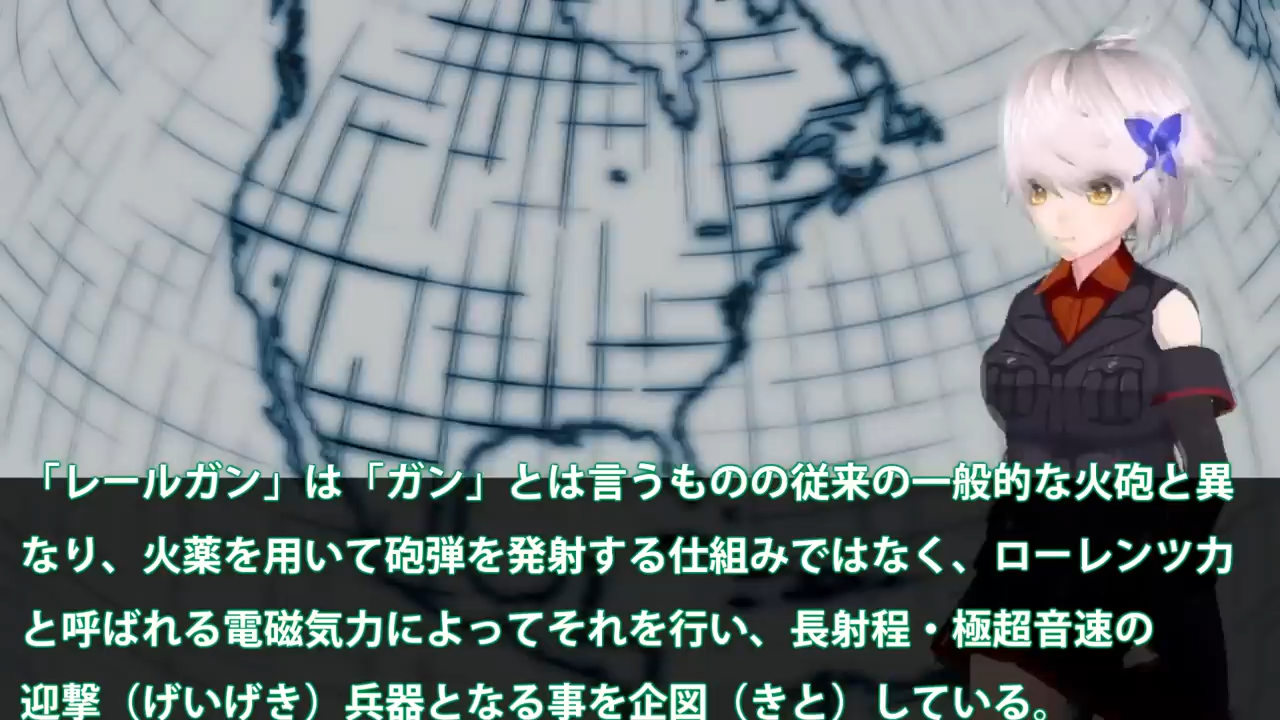 「レールガン」は「ガン」とは言うものの従来の一般的な火砲と異
なり、火薬を用いて砲弾を発射する仕組みではなく、ローレンツ力
と呼ばれる電磁気力によってそれを行い、長射程・極超音速の
迎撃（げいげき）兵器となる事を企図（きと）している。